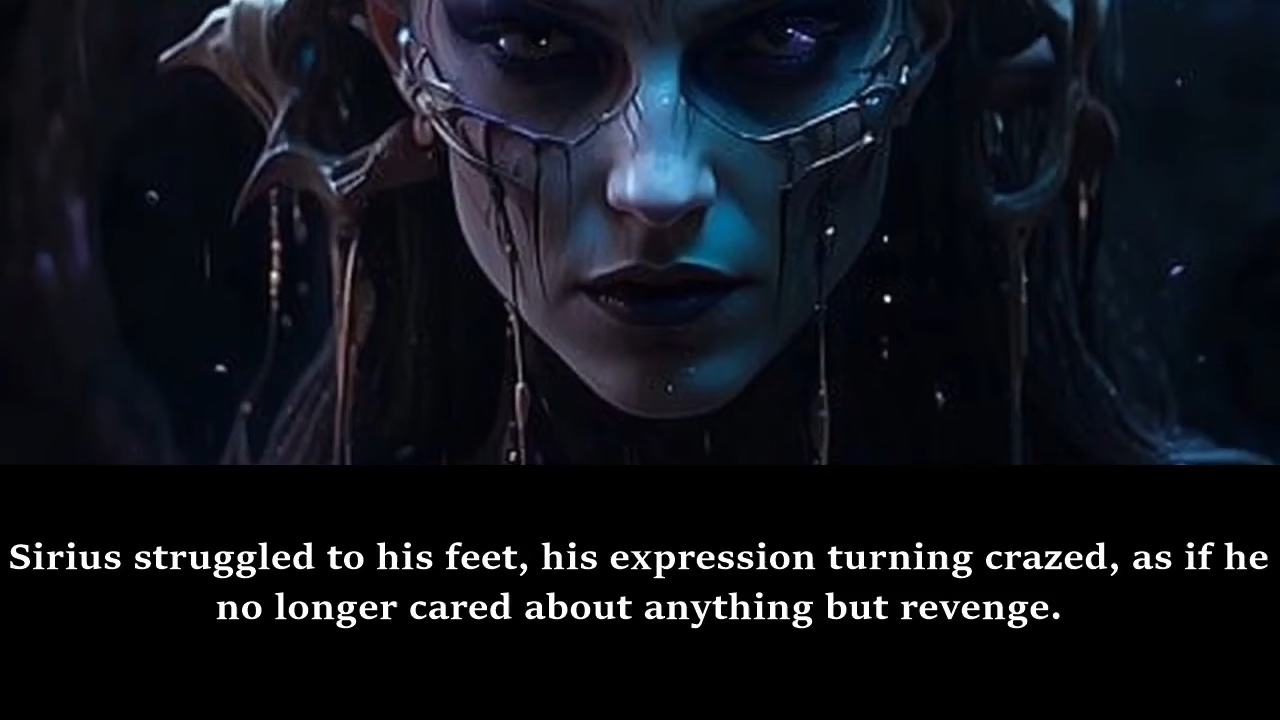 Sirius struggled to his feet, his expression turning crazed, as if he
no longer cared about anything but revenge.